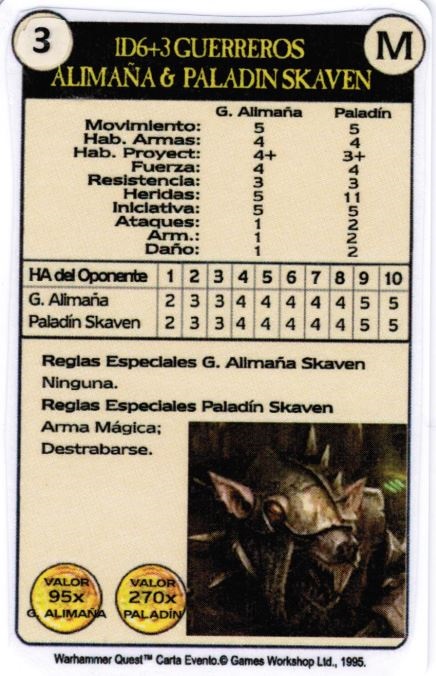 3
M
1D6+3 GUERREROS
ALIMAÑA & PALADIN SKAVEN
G. Alimaña Paladín
Movimiento: 5 5
Hab. Armas: 4 4
Hab. Proyect: 4+ 3+
Fuerza: 4 4
Resistencia: 3 3
Heridas: 5 11
Iniciativa: 5 5
Ataques: 1 2
Arm.: 1 2
Daño: 1 2
HA del Oponente 1 2 3 4 5 6 7 8 9 10
G. Alimaña 2 3 3 4 4 4 4 4 5 5
Paladín Skaven 2 3 3 4 4 4 4 4 5 5
Reglas Especiales G. Alimaña Skaven
Ninguna.
Reglas Especiales Paladín Skaven
Arma Mágica;
Destrabarse.
VALOR
95x
G. ALIMAÑA
VALOR
270x
PALADÍN
Warhammer Quest™ Carta Evento.© Games Workshop Ltd., 1995.